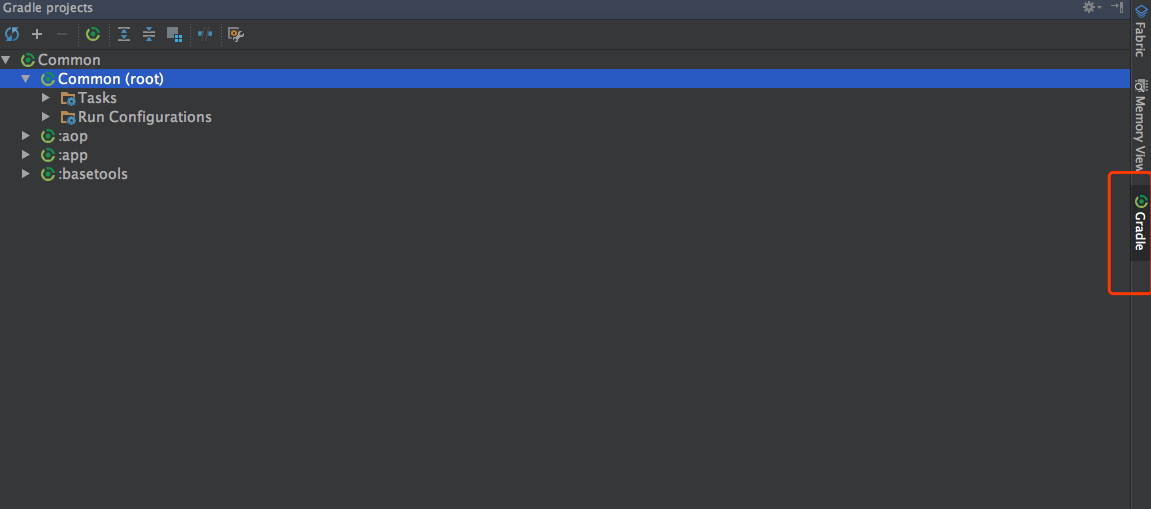 Gradle projects
Common
Common (root)
Tasks
Run Configurations
:aop
:app
:basetools
Fabric
Memory View
Gradle